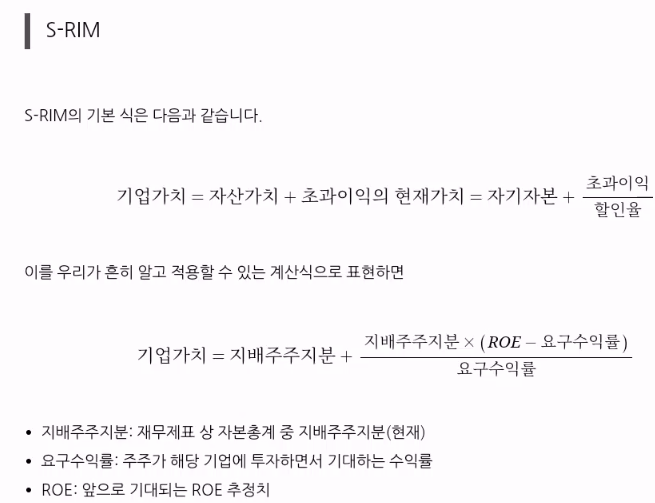 S-RIM
S-RIM의 기본 식은 다음과 같습니다.
기업가치 = 자산가치 + 초과이익의 현재가치 = 자기자본 + 초과이익 / 할인율
이를 우리가 흔히 알고 적용할 수 있는 계산식으로 표현하면
기업가치 = 지배주주지분 + 지배주주지분 × (ROE − 요구수익률) / 요구수익률
• 지배주주지분: 재무제표 상 자본총계 중 지배주주지분(현재)
• 요구수익률: 주주가 해당 기업에 투자하면서 기대하는 수익률
• ROE: 앞으로 기대되는 ROE 추정치